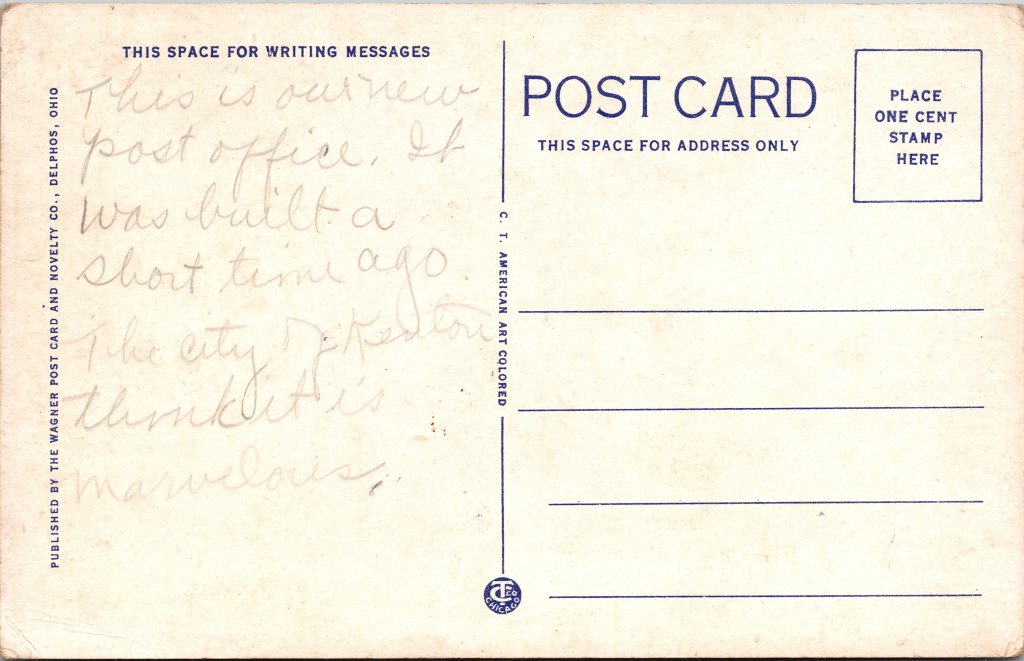 THIS SPACE FOR WRITING MESSAGES
This is our new
post office. It
was built a
short time ago
The city of Kenton
think it is
marvelous.
PUBLISHED BY THE WAGNER POST CARD AND NOVELTY CO., DELPHOS, OHIO
C. T. AMERICAN ART COLORED
POST CARD
THIS SPACE FOR ADDRESS ONLY
PLACE
ONE CENT
STAMP
HERE
CT CO
CHICAGO